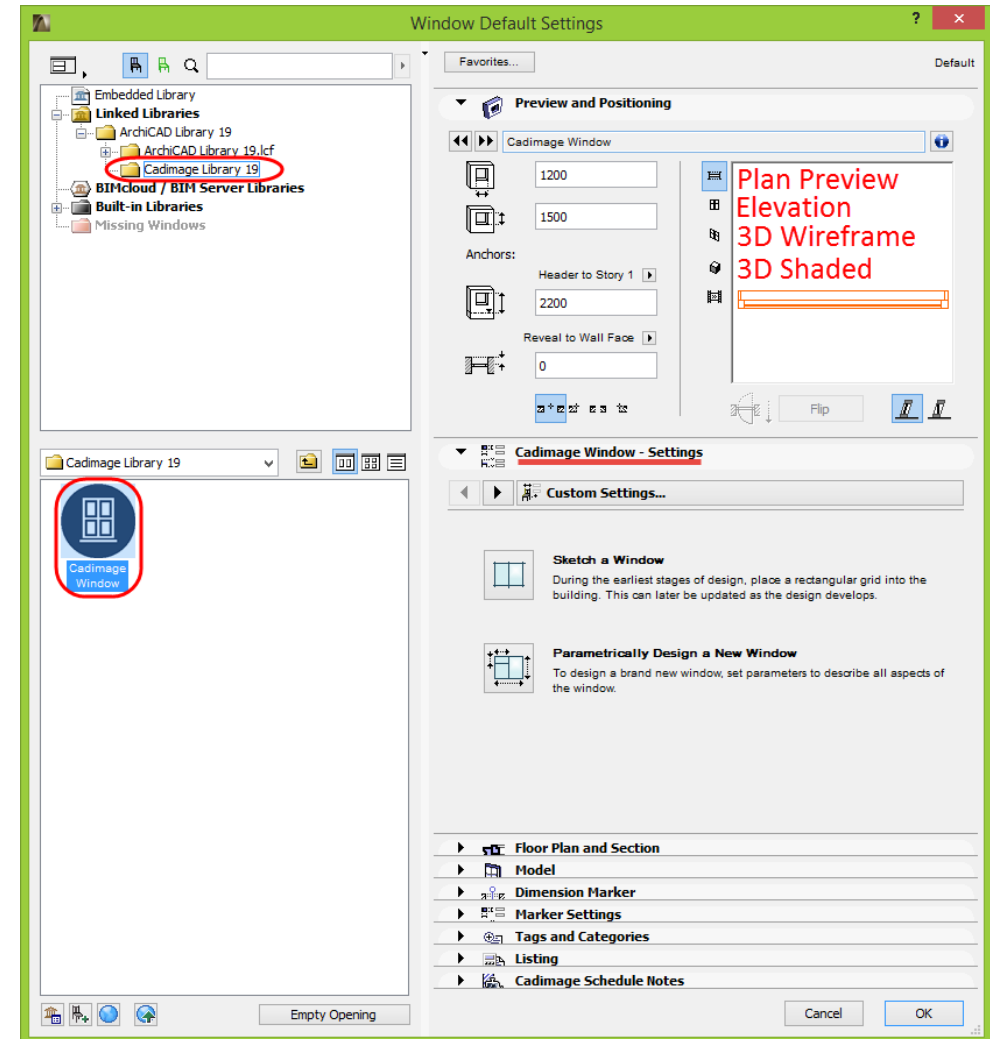 Window Default Settings
?
×
Favorites...
Default
Embedded Library
Linked Libraries
ArchiCAD Library 19
ArchiCAD Library 19.lcf
Cadimage Library 19
BIMcloud / BIM Server Libraries
Built-in Libraries
Missing Windows
Preview and Positioning
Cadimage Window
1200
1500
Anchors:
Header to Story 1
2200
Reveal to Wall Face
0
Plan Preview
Elevation
3D Wireframe
3D Shaded
Flip
Cadimage Library 19
Cadimage
Window
Cadimage Window - Settings
Custom Settings...
Sketch a Window
During the earliest stages of design, place a rectangular grid into the
building. This can later be updated as the design develops.
Parametrically Design a New Window
To design a brand new window, set parameters to describe all aspects of
the window.
Floor Plan and Section
Model
Dimension Marker
Marker Settings
Tags and Categories
Listing
Cadimage Schedule Notes
Empty Opening
Cancel
OK